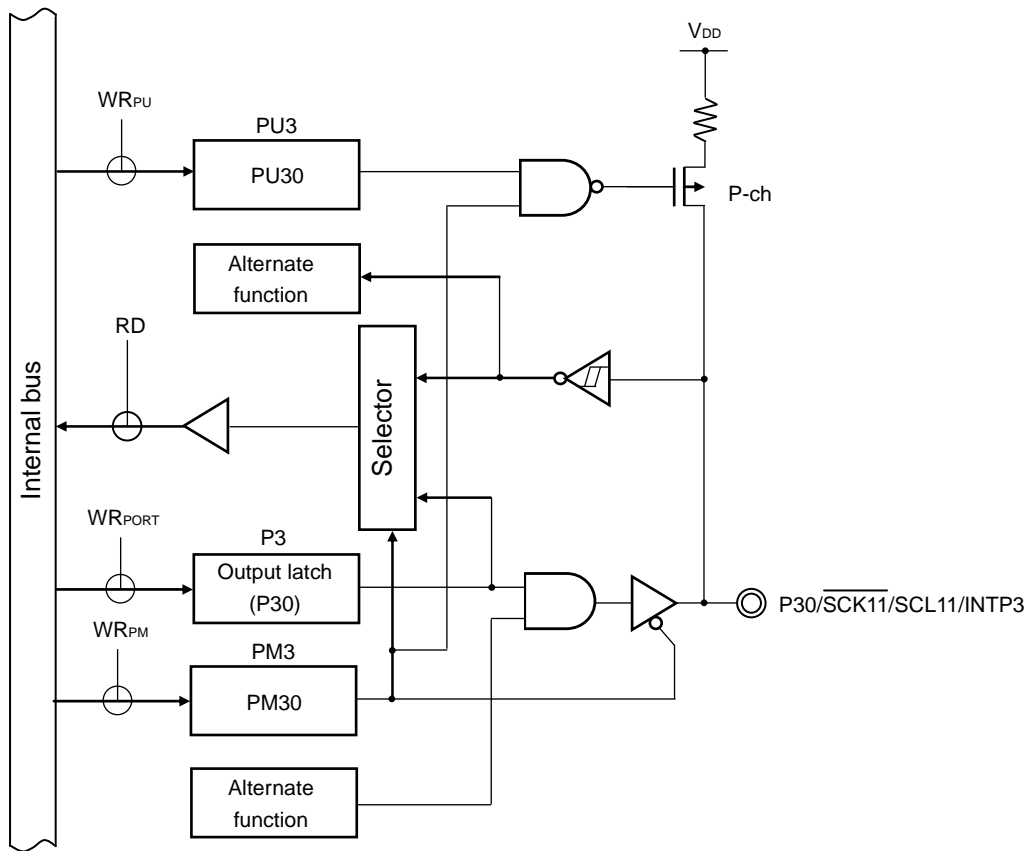 VDD
WRPU
PU3
PU30
P-ch
Alternate
function
RD
Selector
Internal bus
WRPORT
P3
Output latch
(P30)
P30/SCK11/SCL11/INTP3
WRPM
PM3
PM30
Alternate
function